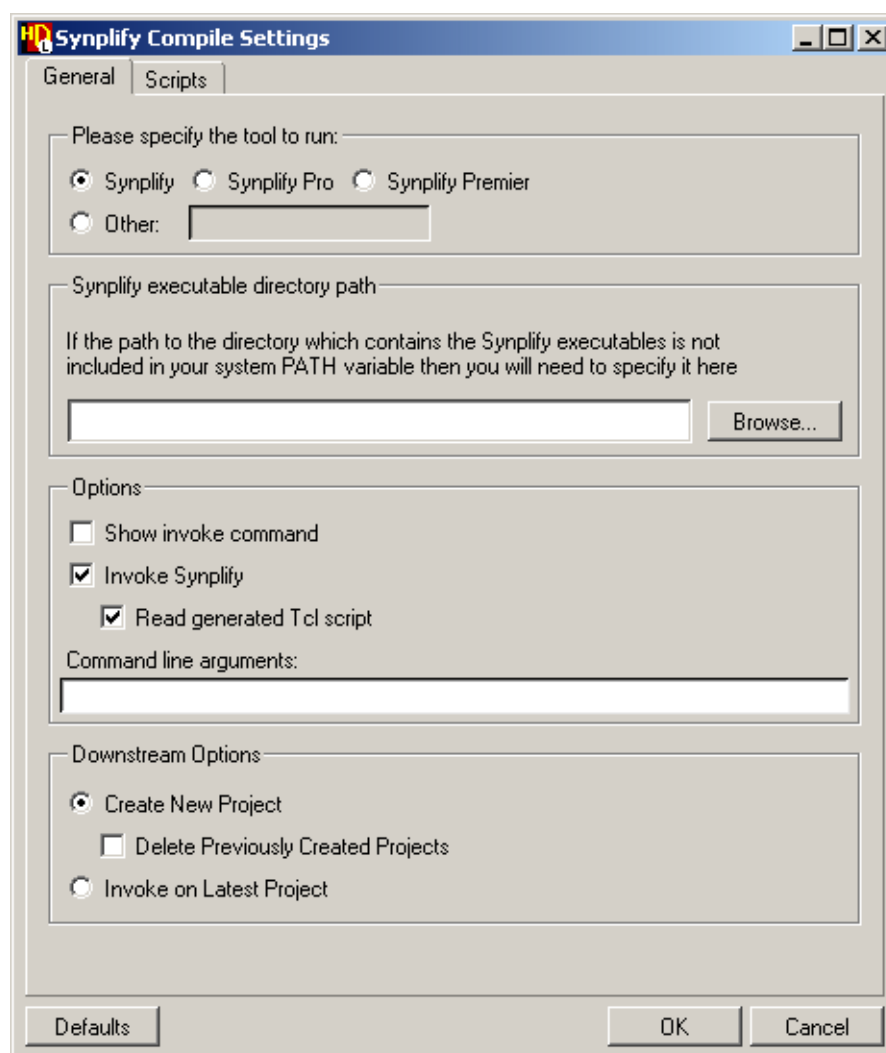 HDL Synplify Compile Settings
General Scripts
Please specify the tool to run:
Synplify Synplify Pro Synplify Premier
Other:
Synplify executable directory path
If the path to the directory which contains the Synplify executables is not
included in your system PATH variable then you will need to specify it here
Browse...
Options
Show invoke command
Invoke Synplify
Read generated Tcl script
Command line arguments:
Downstream Options
Create New Project
Delete Previously Created Projects
Invoke on Latest Project
Defaults OK Cancel